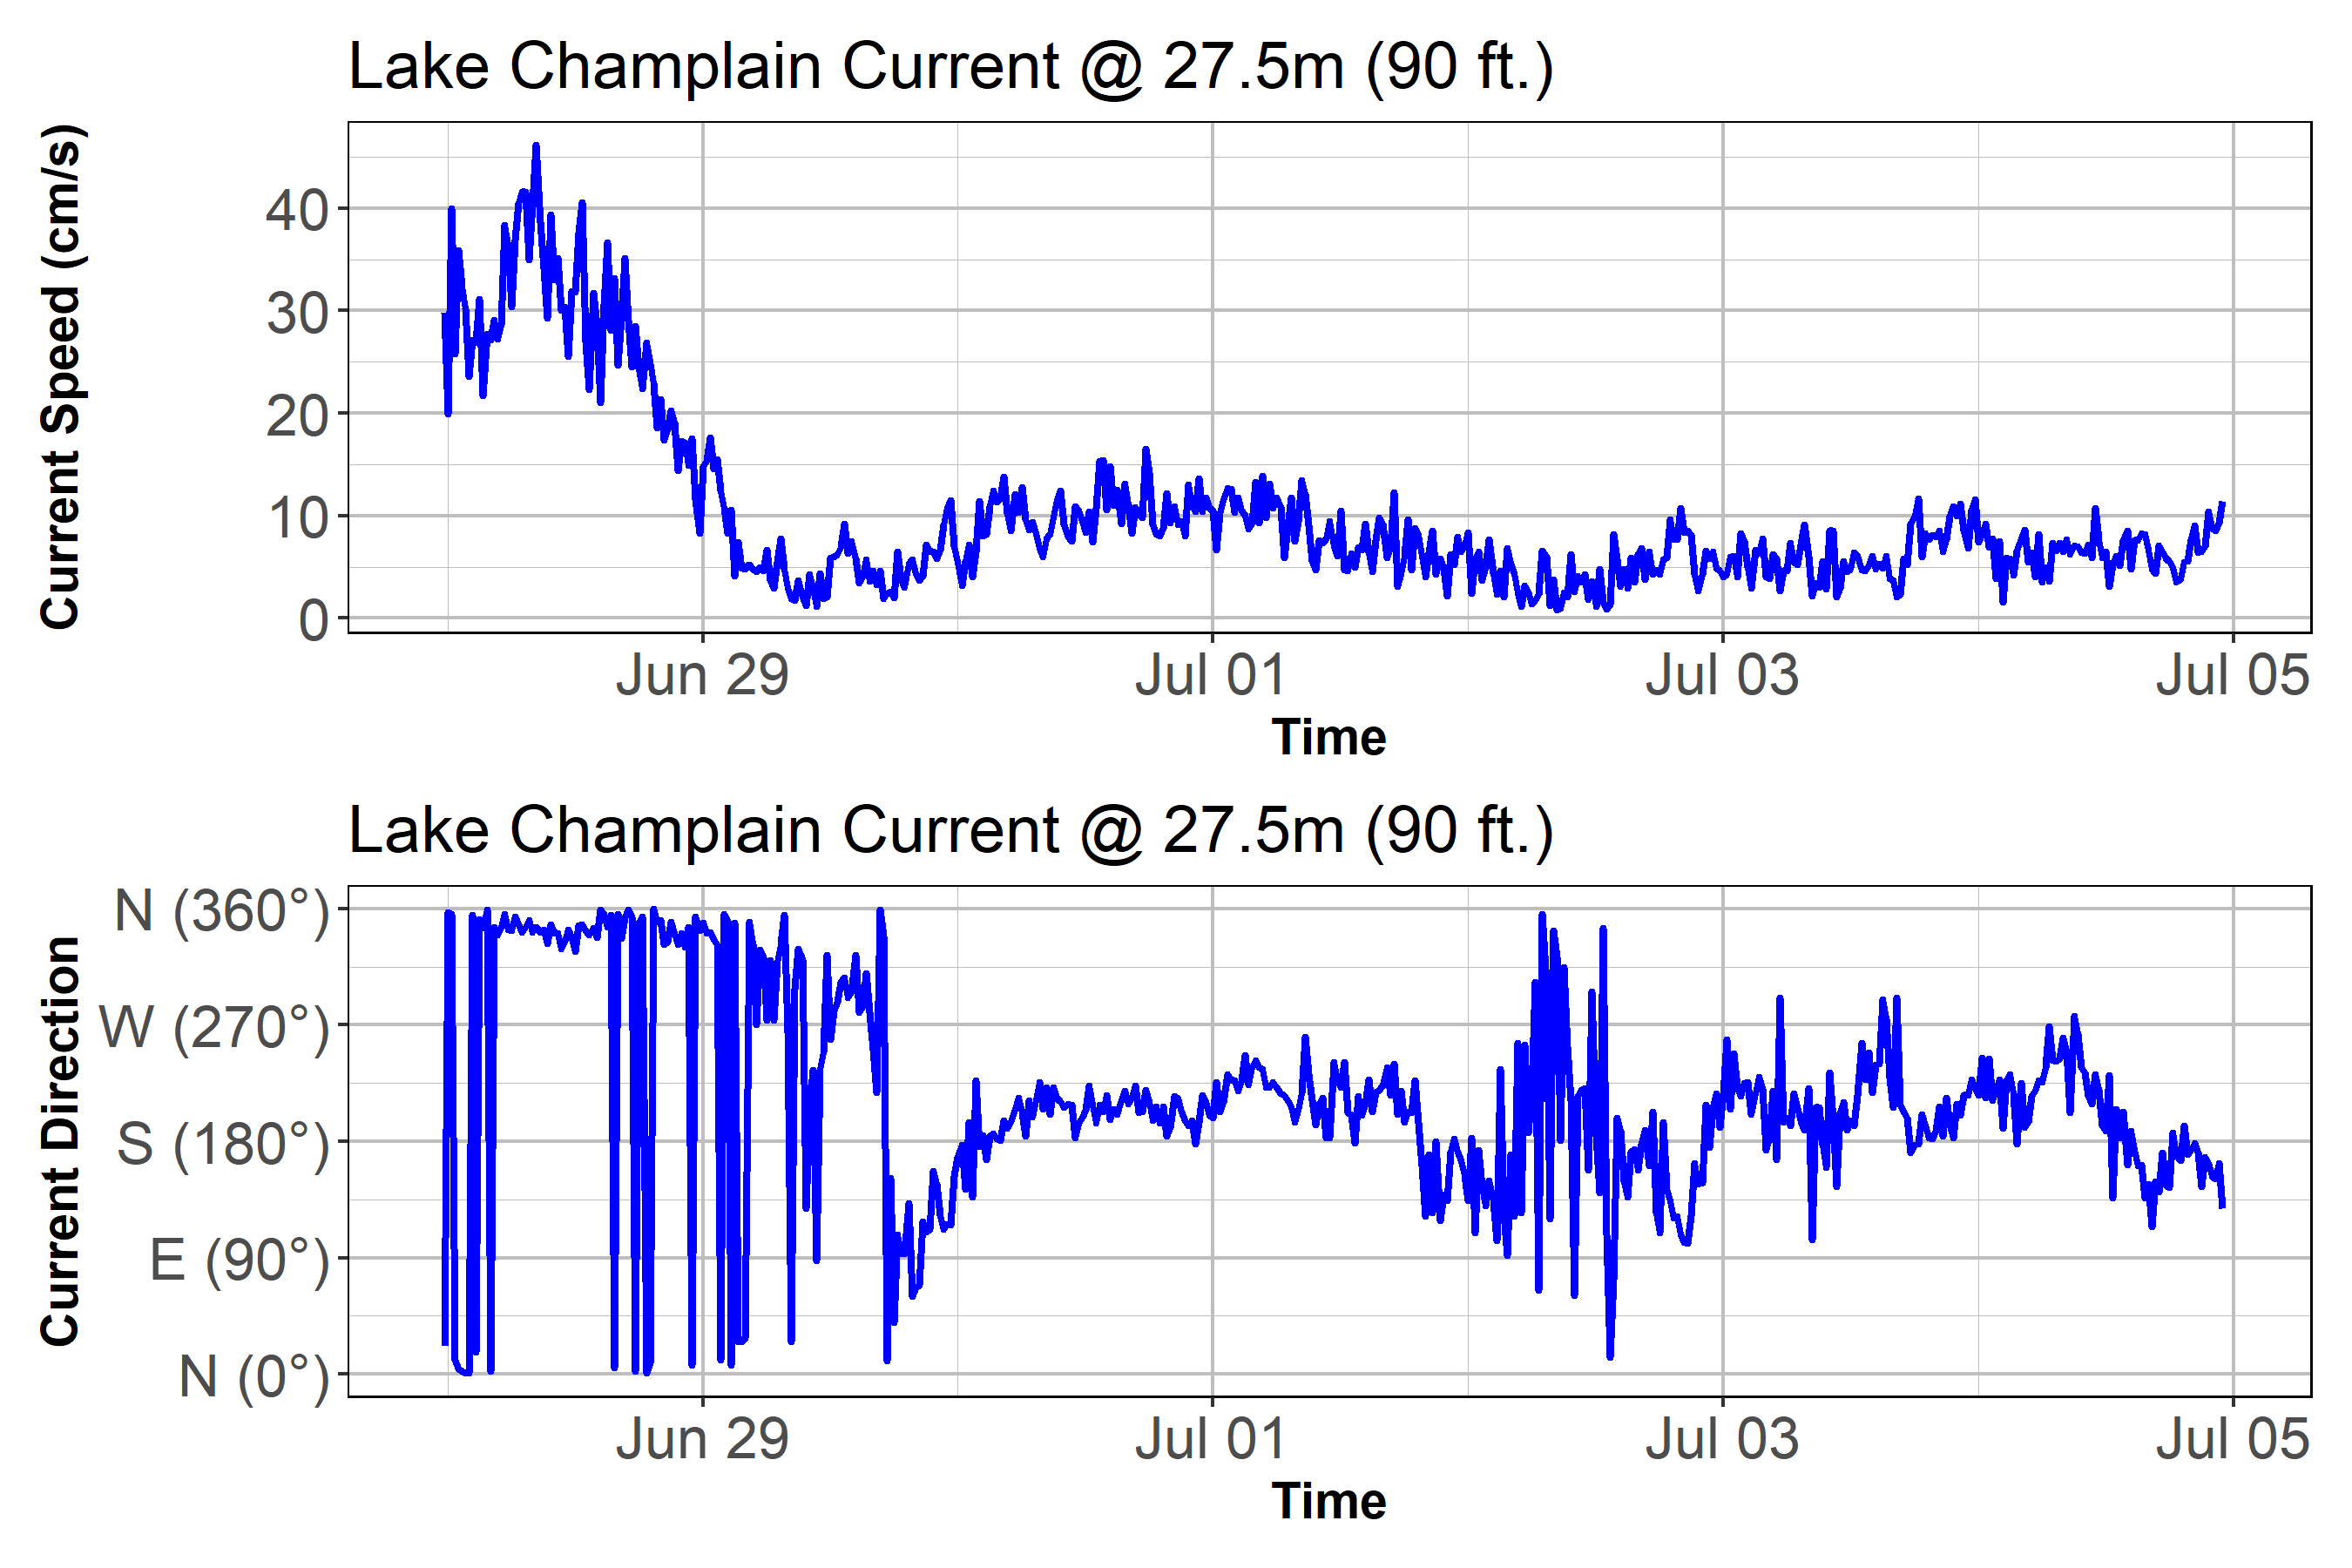 Lake Champlain Current @ 27.5m (90 ft.)
Current Speed (cm/s)
40
30
20
10
0
Jun 29
Jul 01
Jul 03
Jul 05
Time
Lake Champlain Current @ 27.5m (90 ft.)
Current Direction
N (360°)
W (270°)
S (180°)
E (90°)
N (0°)
Jun 29
Jul 01
Jul 03
Jul 05
Time